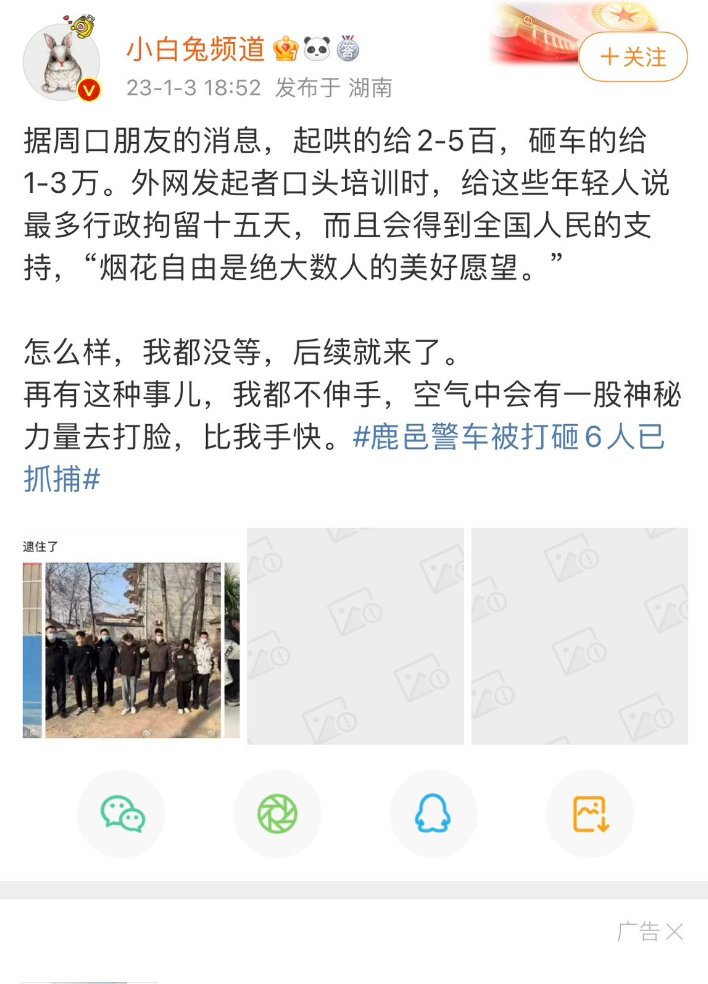 小白兔频道
23-1-3 18:52 发布于 湖南
+关注
据周口朋友的消息，起哄的给2-5百，砸车的给
1-3万。外网发起者口头培训时，给这些年轻人说
最多行政拘留十五天，而且会得到全国人民的支
持，“烟花自由是绝大数人的美好愿望。”
怎么样，我都没等，后续就来了。
再有这种事儿，我都不伸手，空气中会有一股神秘
力量去打脸，比我手快。#鹿邑警车被打砸6人已
抓捕#
逮住了
广告